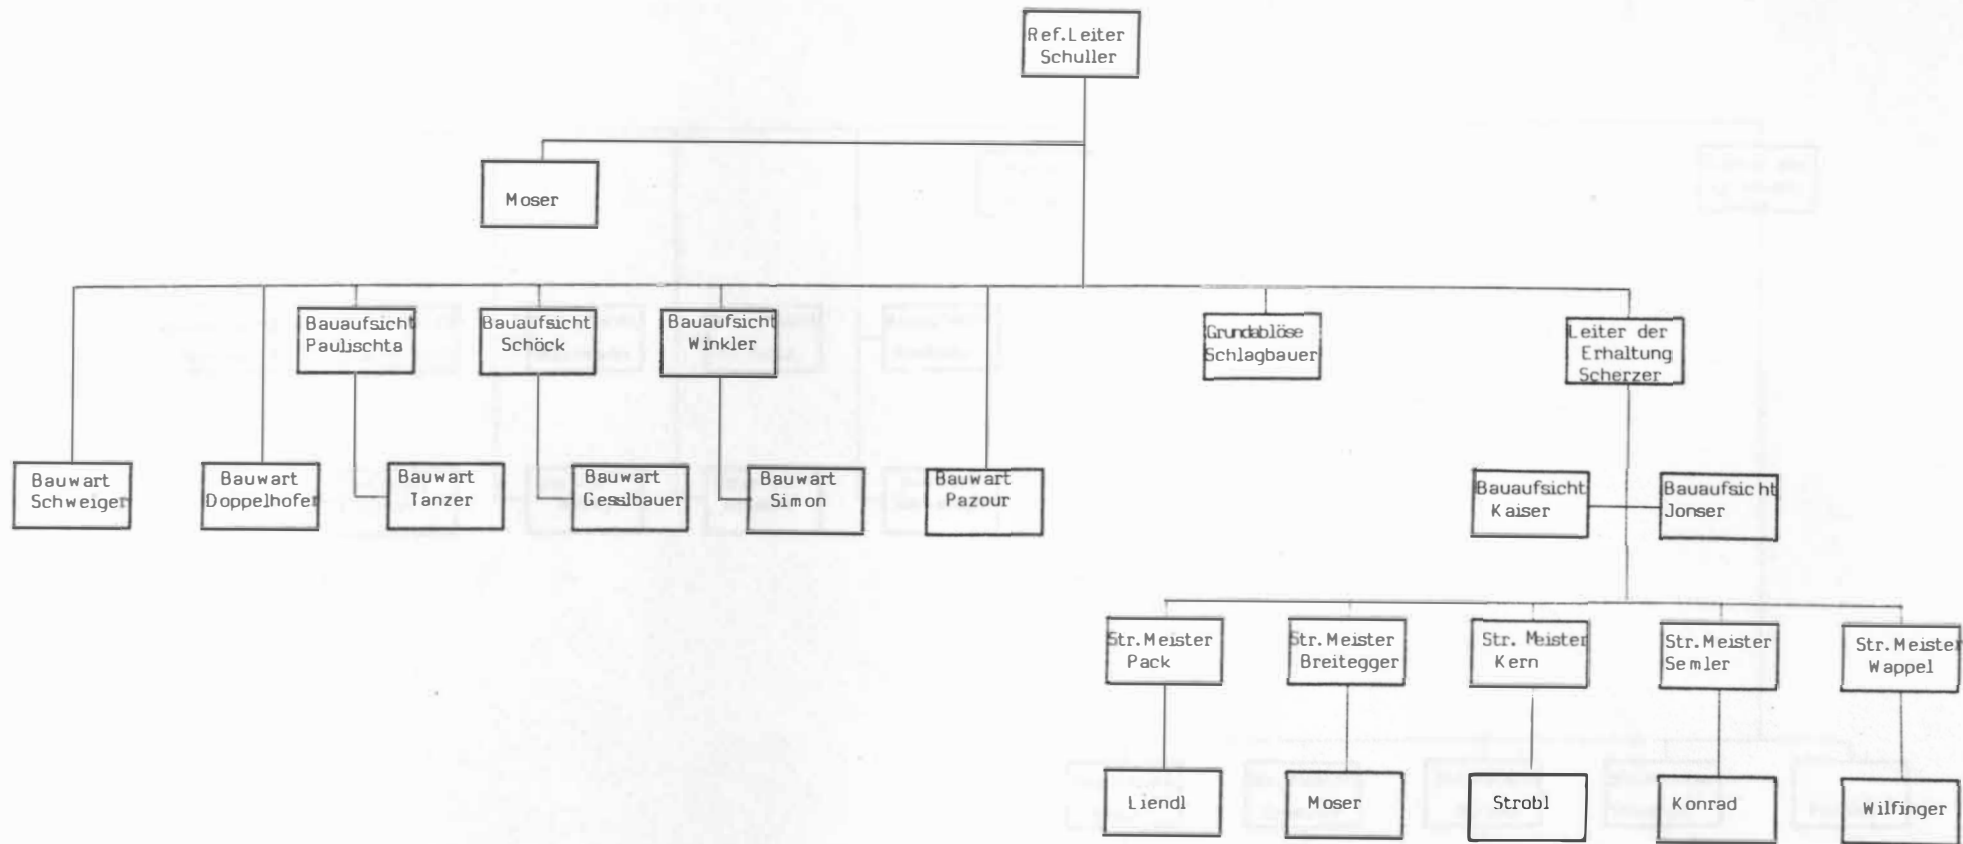 Ref.Leiter
Schuller
Moser
Bauaufsicht
Paulischta
Bauaufsicht
Schöck
Bauaufsicht
Winkler
Grundablöse
Schlagbauer
Leiter der
Erhaltung
Scherzer
Bauwart
Schweiger
Bauwart
Doppelhofer
Bauwart
Tanzer
Bauwart
Gesslbauer
Bauwart
Simon
Bauwart
Pazour
Bauaufsicht
Kaiser
Bauaufsicht
Jonser
Str.Meister
Pack
Str.Meister
Breitegger
Str. Meister
Kern
Str.Meister
Semler
Str.Meister
Wappel
Liendl
Moser
Strobl
Konrad
Wilfinger